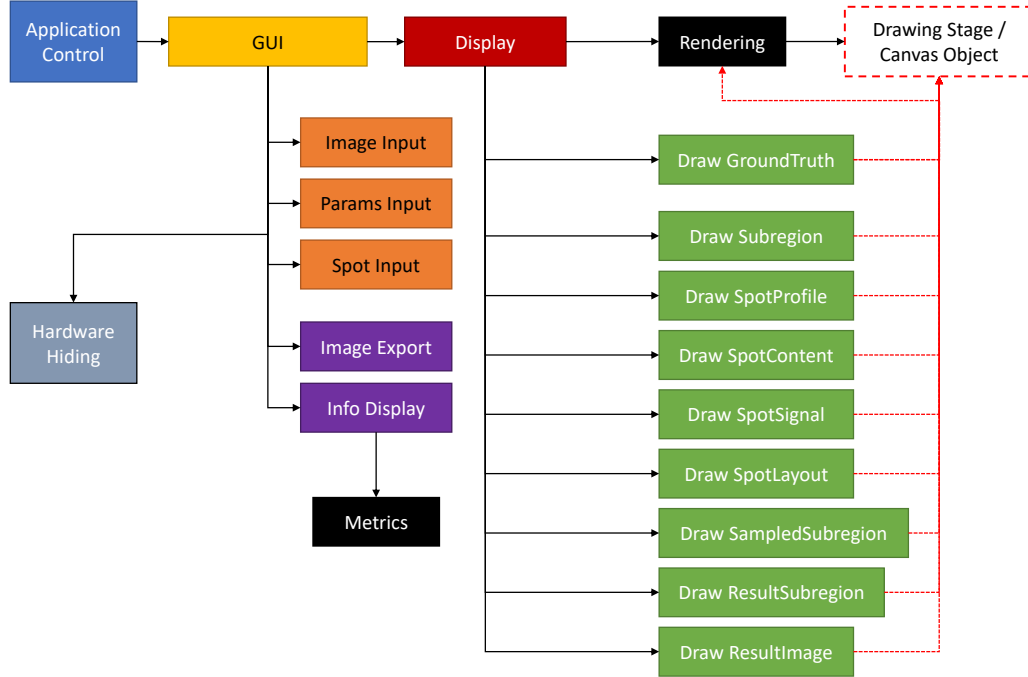 Application
Control
GUI
Display
Rendering
Drawing Stage /
Canvas Object
Image Input
Params Input
Spot Input
Hardware
Hiding
Image Export
Info Display
Metrics
Draw GroundTruth
Draw Subregion
Draw SpotProfile
Draw SpotContent
Draw SpotSignal
Draw SpotLayout
Draw SampledSubregion
Draw ResultSubregion
Draw ResultImage